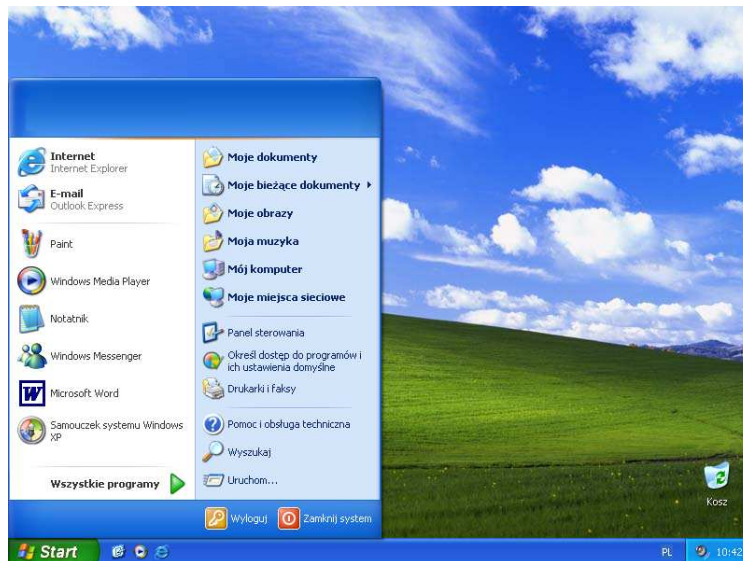 Internet
Internet Explorer
E-mail
Outlook Express
Paint
Windows Media Player
Notatnik
Windows Messenger
Microsoft Word
Samouczek systemu Windows
XP
Wszystkie programy
Moje dokumenty
Moje bieżące dokumenty
Moje obrazy
Moja muzyka
Mój komputer
Moje miejsca sieciowe
Panel sterowania
Określ dostęp do programów i
ich ustawienia domyślne
Drukarki i faksy
Pomoc i obsługa techniczna
Wyszukaj
Uruchom...
Wyloguj
Zamknij system
Kosz
Start
PL
10:42